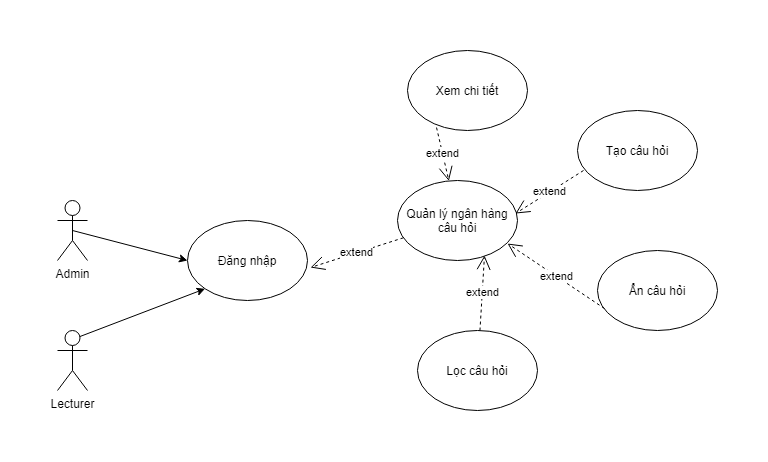 Xem chi tiết
extend
Tạo câu hỏi
extend
Quản lý ngân hàng
câu hỏi
Admin
Đăng nhập
extend
extend
Ẩn câu hỏi
extend
Lọc câu hỏi
Lecturer